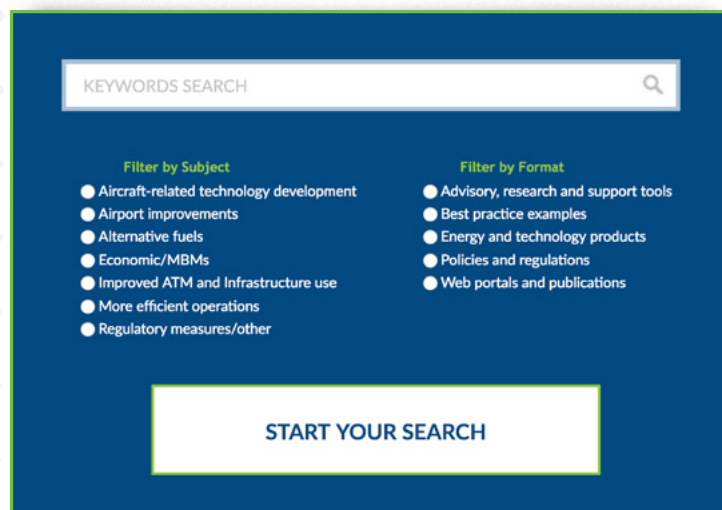 KEYWORDS SEARCH
Filter by Subject
Aircraft-related technology development
Airport improvements
Alternative fuels
Economic/MBMs
Improved ATM and Infrastructure use
More efficient operations
Regulatory measures/other
Filter by Format
Advisory, research and support tools
Best practice examples
Energy and technology products
Policies and regulations
Web portals and publications
START YOUR SEARCH